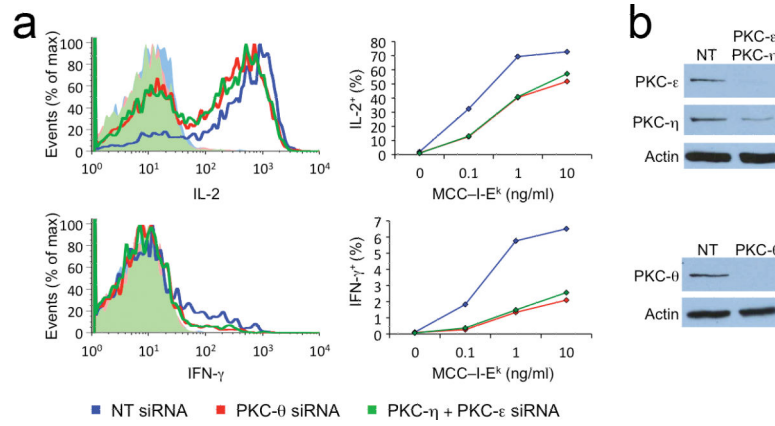 a
Events (% of max)
100
80
60
40
20
0
10⁰ 10¹ 10² 10³ 10⁴
IL-2
IL-2⁺ (%)
80
70
60
50
40
30
20
10
0
0 0.1 1 10
MCC–I-Eᵏ (ng/ml)
Events (% of max)
100
80
60
40
20
0
10⁰ 10¹ 10² 10³ 10⁴
IFN-γ
IFN-γ⁺ (%)
7
6
5
4
3
2
1
0
0 0.1 1 10
MCC–I-Eᵏ (ng/ml)
NT siRNA PKC-θ siRNA PKC-η + PKC-ε siRNA
b
PKC-ε
NT PKC-η
PKC-ε
PKC-η
Actin
NT PKC-θ
PKC-θ
Actin